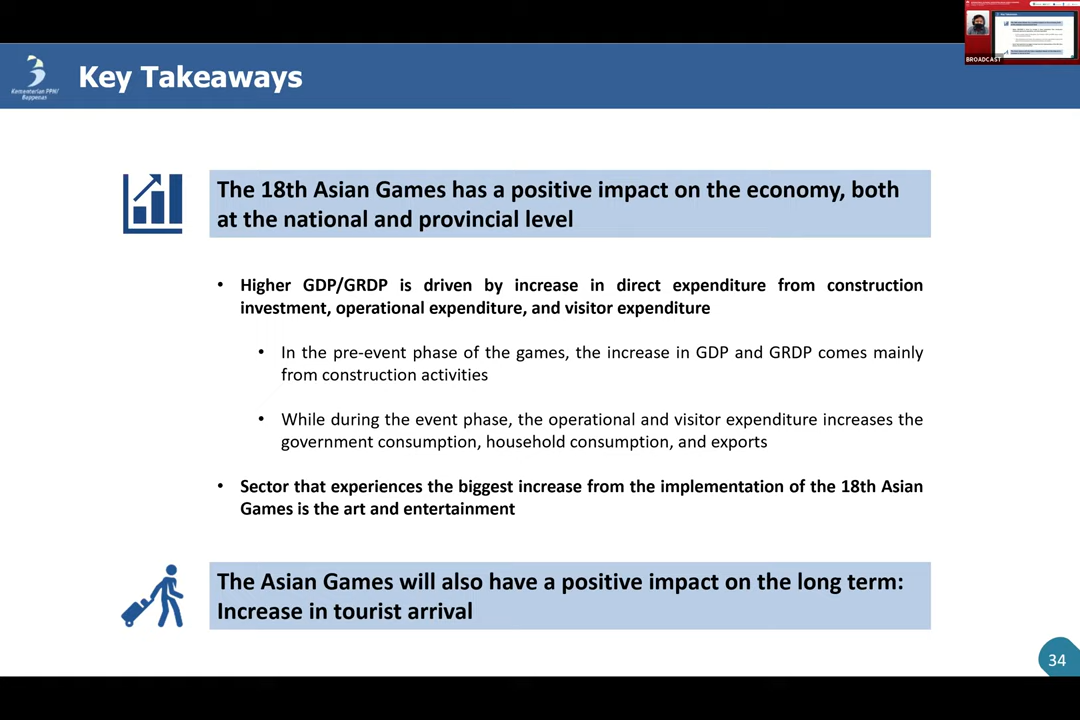 Key Takeaways
Kementerian PPN/
Bappenas
BROADCAST
The 18th Asian Games has a positive impact on the economy, both
at the national and provincial level
• Higher GDP/GRDP is driven by increase in direct expenditure from construction
investment, operational expenditure, and visitor expenditure
• In the pre-event phase of the games, the increase in GDP and GRDP comes mainly
from construction activities
• While during the event phase, the operational and visitor expenditure increases the
government consumption, household consumption, and exports
• Sector that experiences the biggest increase from the implementation of the 18th Asian
Games is the art and entertainment
The Asian Games will also have a positive impact on the long term:
Increase in tourist arrival
34